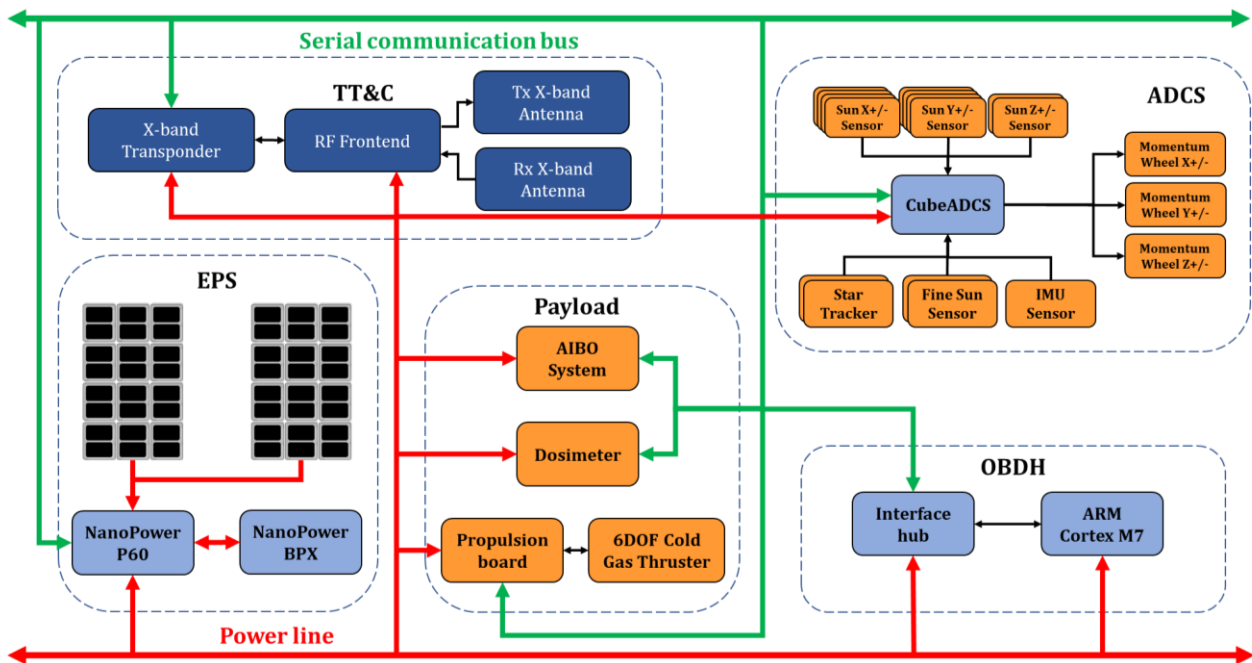 Serial communication bus
TT&C
X-band
Transponder
RF Frontend
Tx X-band
Antenna
Rx X-band
Antenna
ADCS
Sun X+/-
Sensor
Sun Y+/-
Sensor
Sun Z+/-
Sensor
CubeADCS
Momentum
Wheel X+/-
Momentum
Wheel Y+/-
Momentum
Wheel Z+/-
Star
Tracker
Fine Sun
Sensor
IMU
Sensor
EPS
NanoPower
P60
NanoPower
BPX
Payload
AIBO
System
Dosimeter
Propulsion
board
6DOF Cold
Gas Thruster
OBDH
Interface
hub
ARM
Cortex M7
Power line